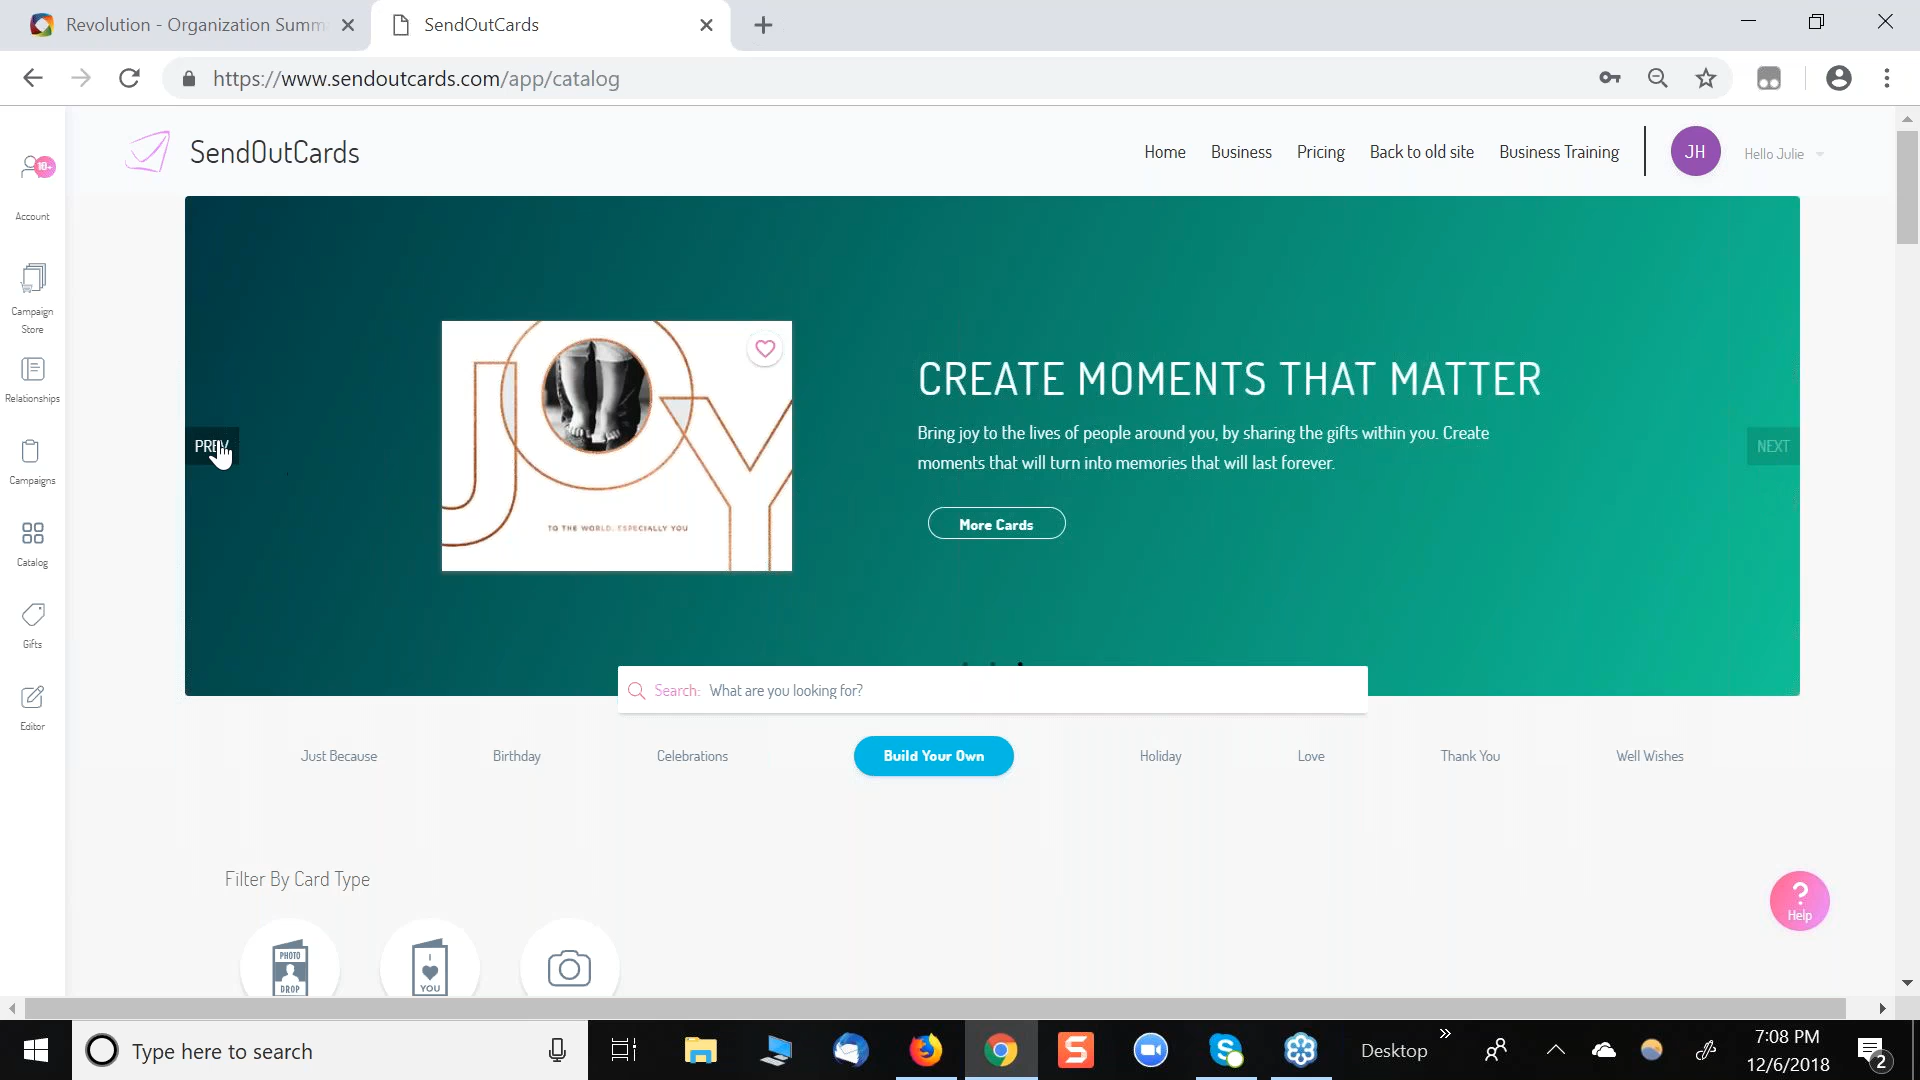 Revolution - Organization Summ
SendOutCards
https://www.sendoutcards.com/app/catalog
SendOutCards
Home
Business
Pricing
Back to old site
Business Training
JH
Hello Julie
10+
Account
Campaign
Store
Relationships
Campaigns
Catalog
Gifts
Editor
PREV
NEXT
JOY
TO THE WORLD, ESPECIALLY YOU
CREATE MOMENTS THAT MATTER
Bring joy to the lives of people around you, by sharing the gifts within you. Create
moments that will turn into memories that will last forever.
More Cards
Search: What are you looking for?
Just Because
Birthday
Celebrations
Build Your Own
Holiday
Love
Thank You
Well Wishes
Filter By Card Type
PHOTO
DROP
I
YOU
?
Help
Type here to search
S
S
Desktop
7:08 PM
12/6/2018
2